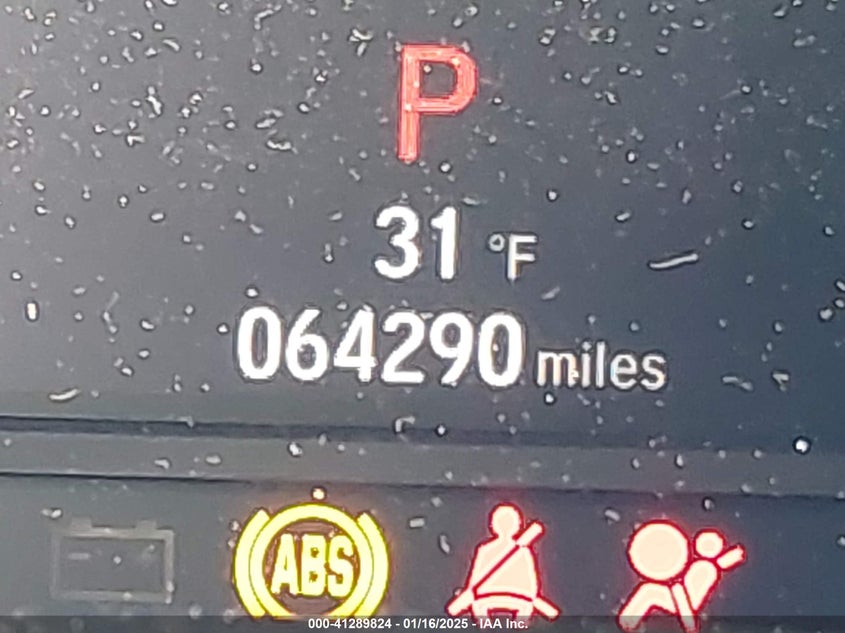 P
31 °F
064290 miles
ABS
000-41289824 - 01/16/2025 - IAA Inc.